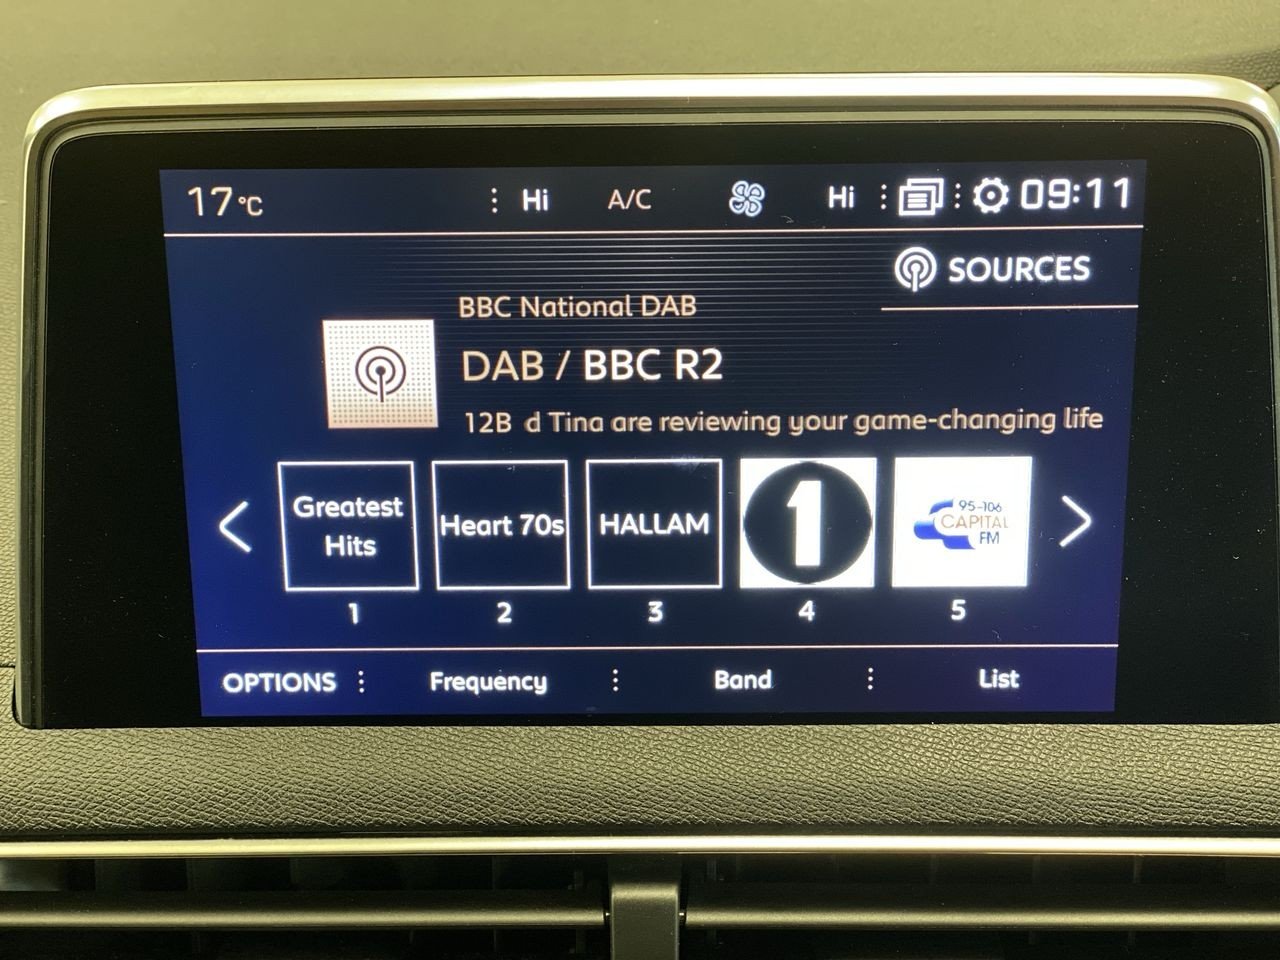 17 °C Hi A/C Hi 09:11
SOURCES
BBC National DAB
DAB / BBC R2
12B d Tina are reviewing your game-changing life
Greatest
Hits
Heart 70s
HALLAM
1
95-106
CAPITAL
FM
1 2 3 4 5
OPTIONS Frequency Band List